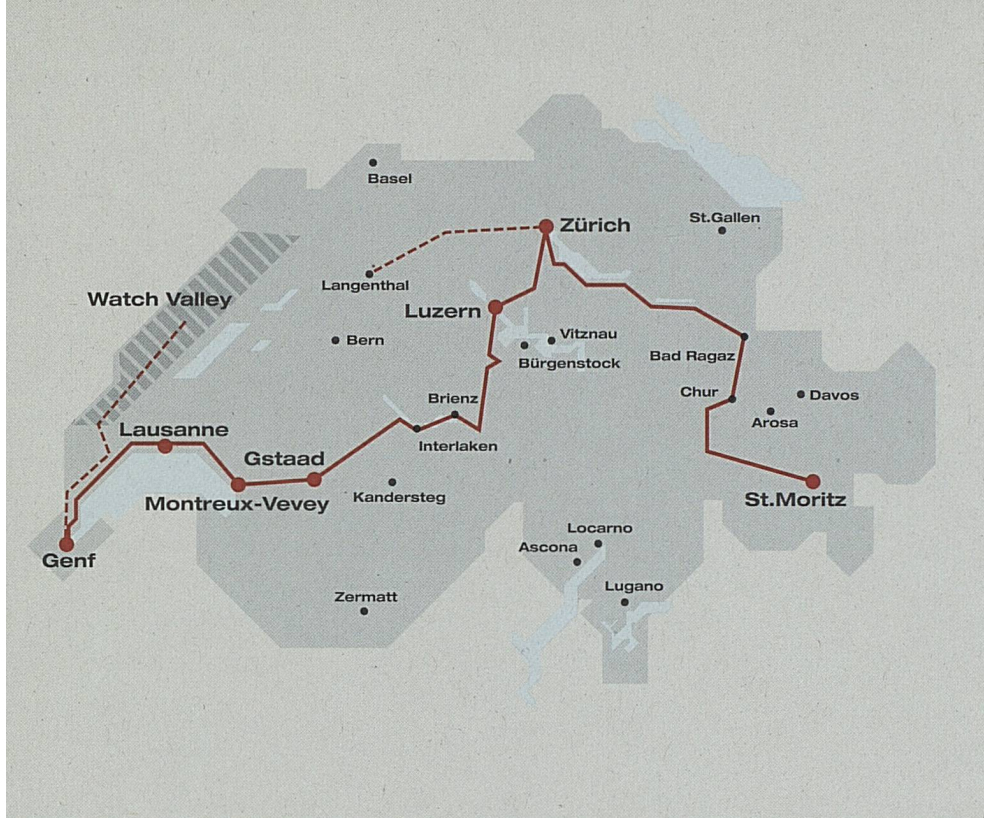 Basel
St.Gallen
Zürich
Langenthal
Watch Valley
Luzern
Vitznau
Bern
Bürgenstock
Bad Ragaz
Chur
Davos
Brienz
Arosa
Lausanne
Interlaken
Gstaad
Kandersteg
St.Moritz
Montreux-Vevey
Locarno
Ascona
Genf
Lugano
Zermatt